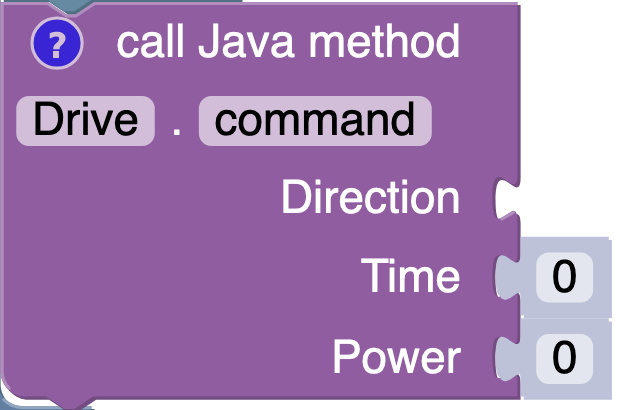 ? call Java method
Drive . command
Direction
Time 0
Power 0